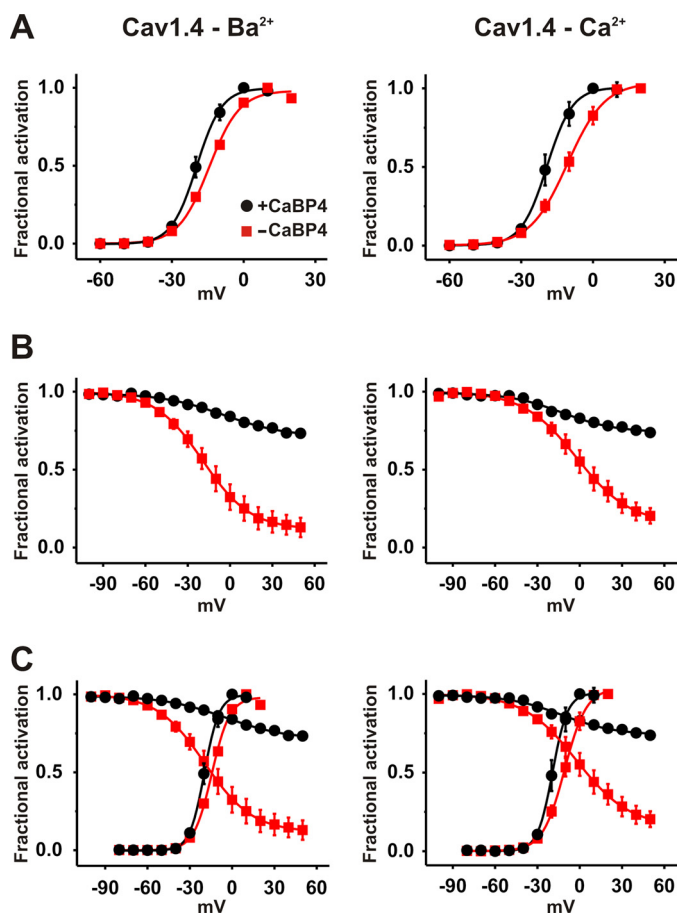 A
Cav1.4 - Ba²⁺
Cav1.4 - Ca²⁺
Fractional activation
1.0
0.5
0.0
+CaBP4
−CaBP4
-60 -30 0 30
mV
Fractional activation
1.0
0.5
0.0
-60 -30 0 30
mV
B
Fractional activation
1.0
0.5
0.0
-90 -60 -30 0 30 60
mV
Fractional activation
1.0
0.5
0.0
-90 -60 -30 0 30 60
mV
C
Fractional activation
1.0
0.5
0.0
-90 -60 -30 0 30 60
mV
Fractional activation
1.0
0.5
0.0
-90 -60 -30 0 30 60
mV